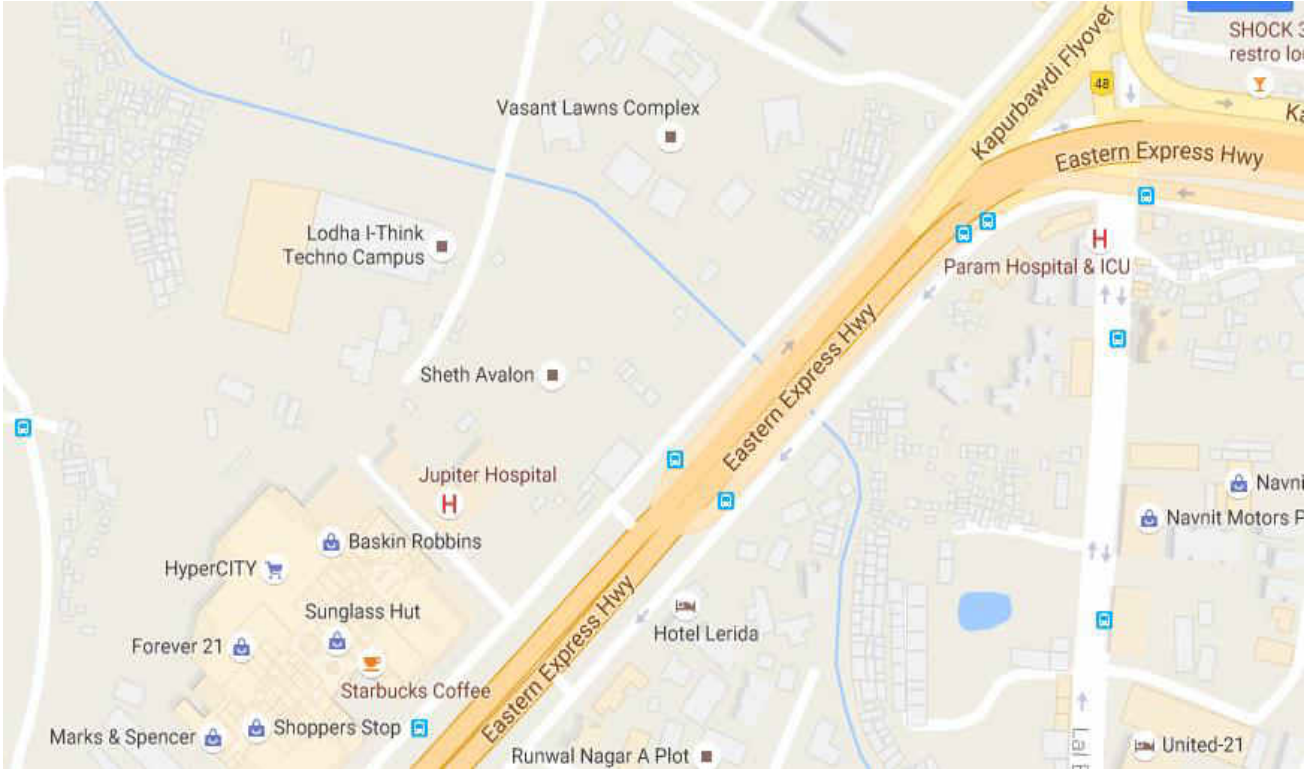 SHOCK 3
restro lou
Kapurbawdi Flyover
48
Vasant Lawns Complex
Ka
Eastern Express Hwy
Lodha I-Think
Techno Campus
H
Param Hospital & ICU
Eastern Express Hwy
Sheth Avalon
Jupiter Hospital
H
Navni
Navnit Motors P
Baskin Robbins
HyperCITY
Sunglass Hut
Eastern Express Hwy
Hotel Lerida
Forever 21
Starbucks Coffee
Shoppers Stop
Marks & Spencer
Runwal Nagar A Plot
Lal
United-21